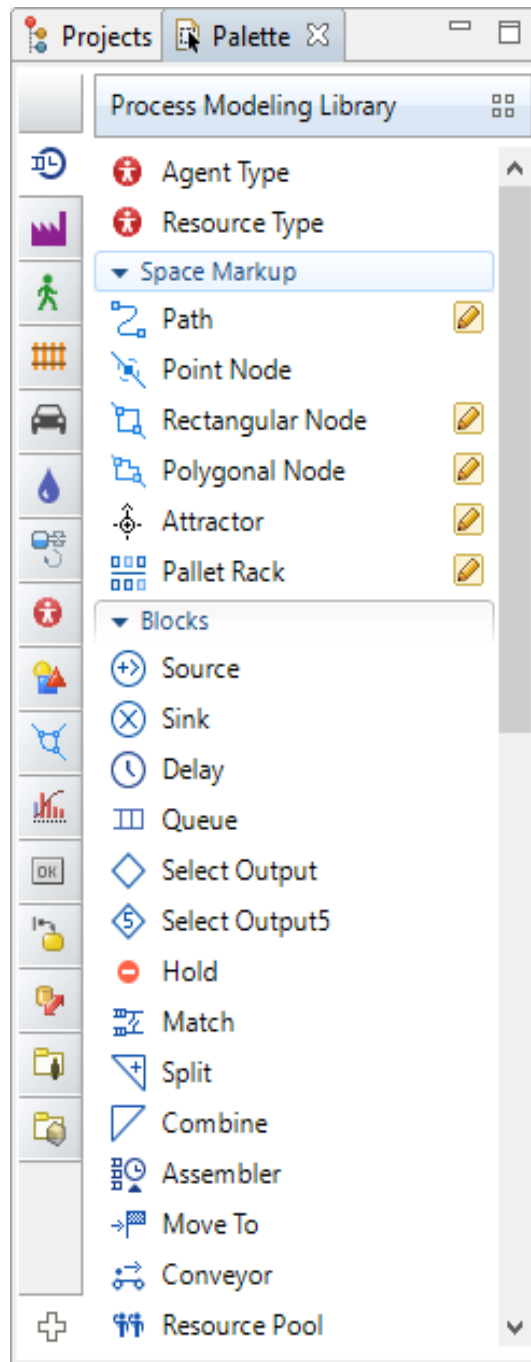 Projects Palette
Process Modeling Library
Agent Type
Resource Type
Space Markup
Path
Point Node
Rectangular Node
Polygonal Node
Attractor
Pallet Rack
Blocks
Source
Sink
Delay
Queue
Select Output
5 Select Output5
Hold
Match
Split
Combine
OK
Assembler
Move To
Conveyor
Resource Pool